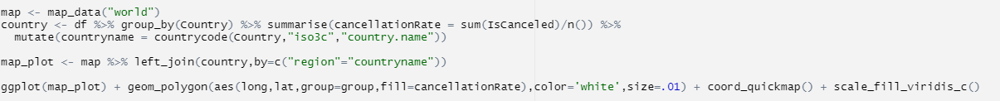 map <- map_data("world")
country <- df %>% group_by(Country) %>% summarise(cancellationRate = sum(IsCanceled)/n()) %>%
  mutate(countryname = countrycode(Country,"iso3c","country.name"))
map_plot <- map %>% left_join(country,by=c("region"="countryname"))
ggplot(map_plot) + geom_polygon(aes(long,lat,group=group,fill=cancellationRate),color='white',size=.01) + coord_quickmap() + scale_fill_viridis_c()